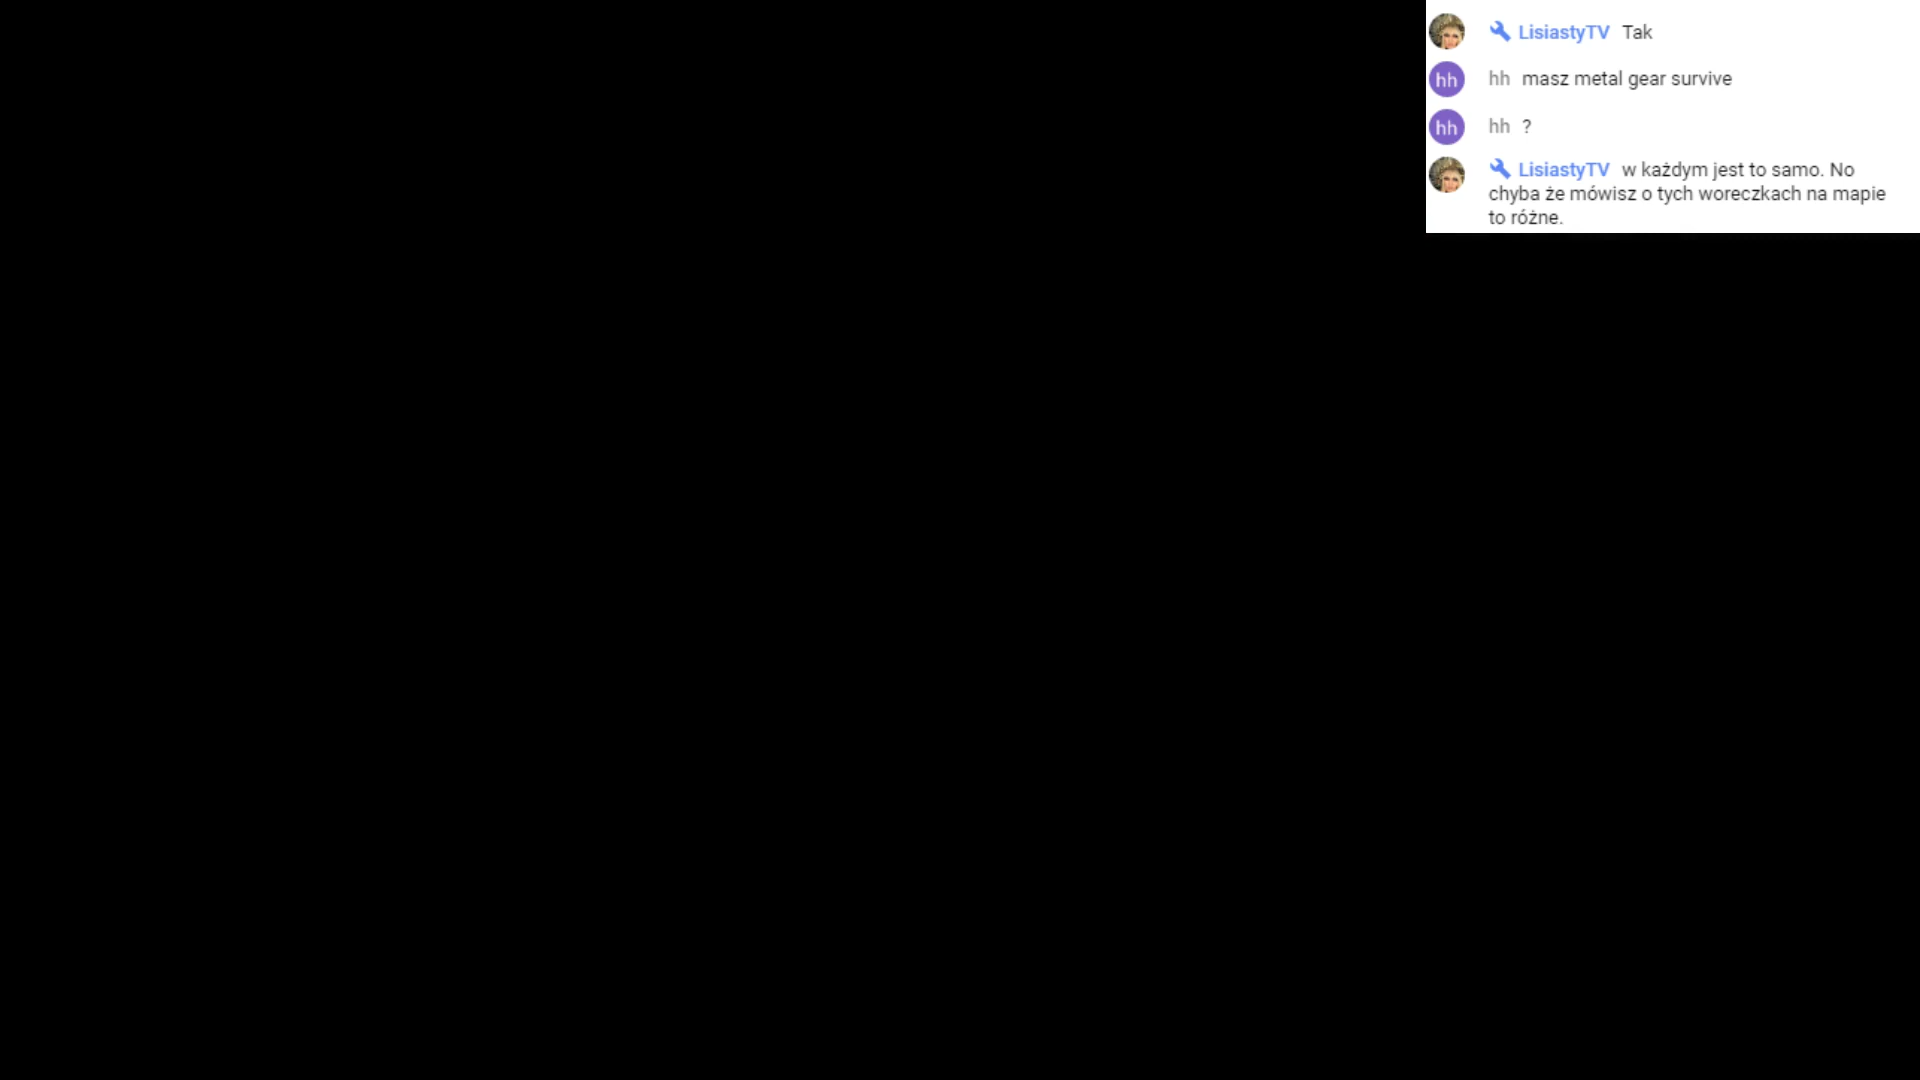 LisiastyTV Tak
hh hh masz metal gear survive
hh hh ?
LisiastyTV w każdym jest to samo. No
chyba że mówisz o tych woreczkach na mapie
to różne.